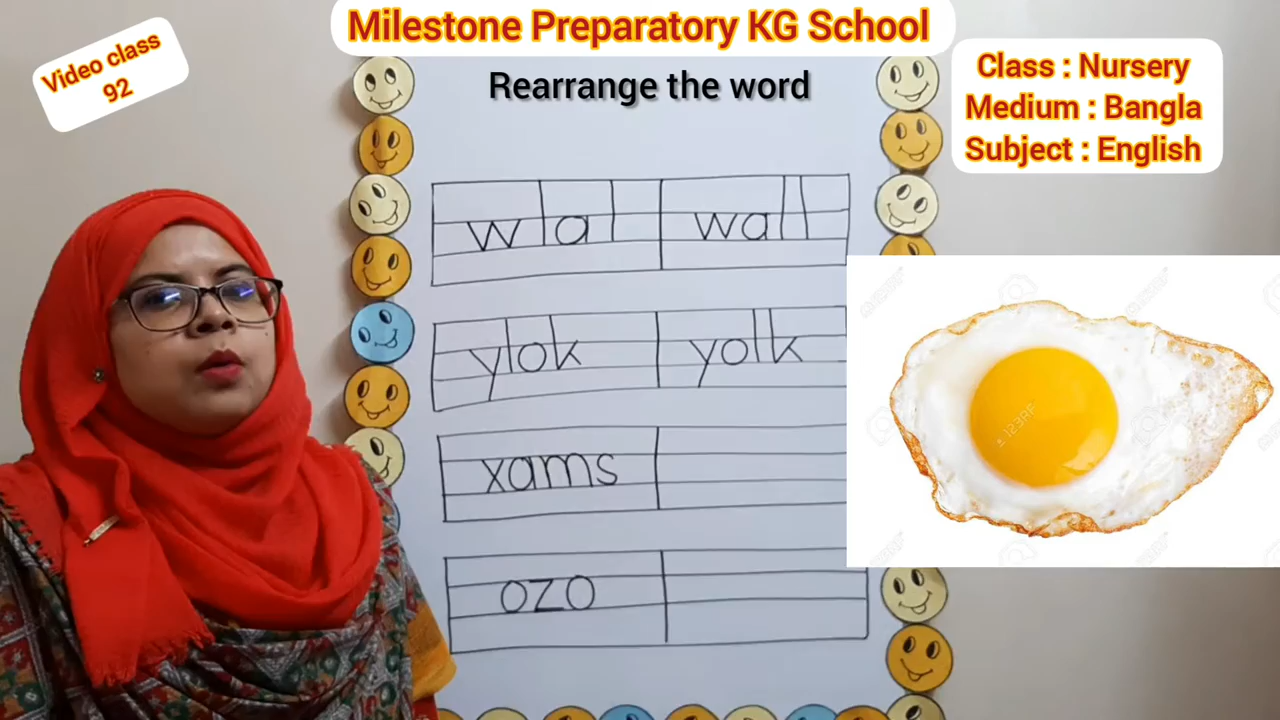 Milestone Preparatory KG School
Video class
92
Rearrange the word
Class : Nursery
Medium : Bangla
Subject : English
wlal wall
ylok yolk
xams
ozo
123RF